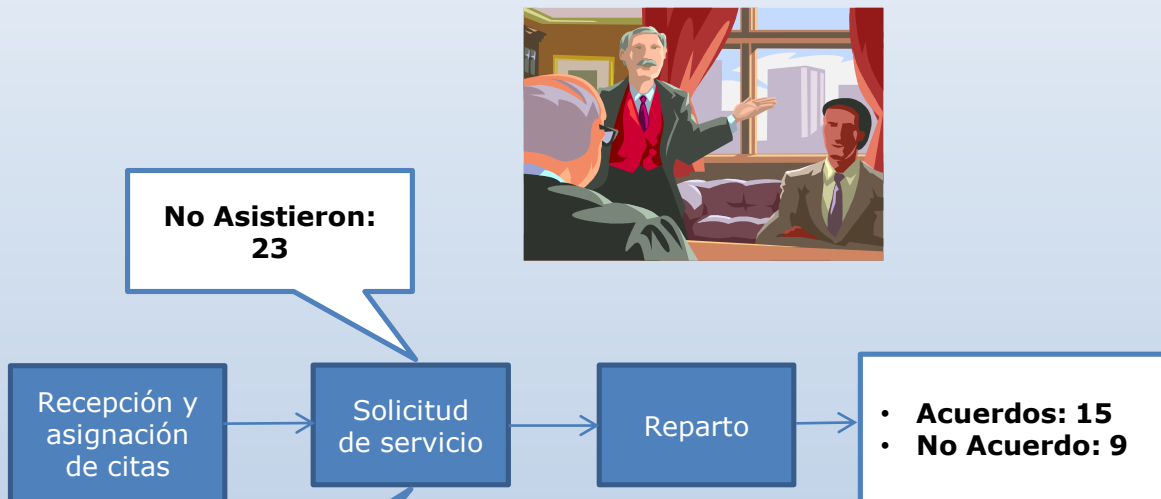 No Asistieron:
23
Recepción y
asignación
de citas
Solicitud
de servicio
Reparto
• Acuerdos: 15
• No Acuerdo: 9